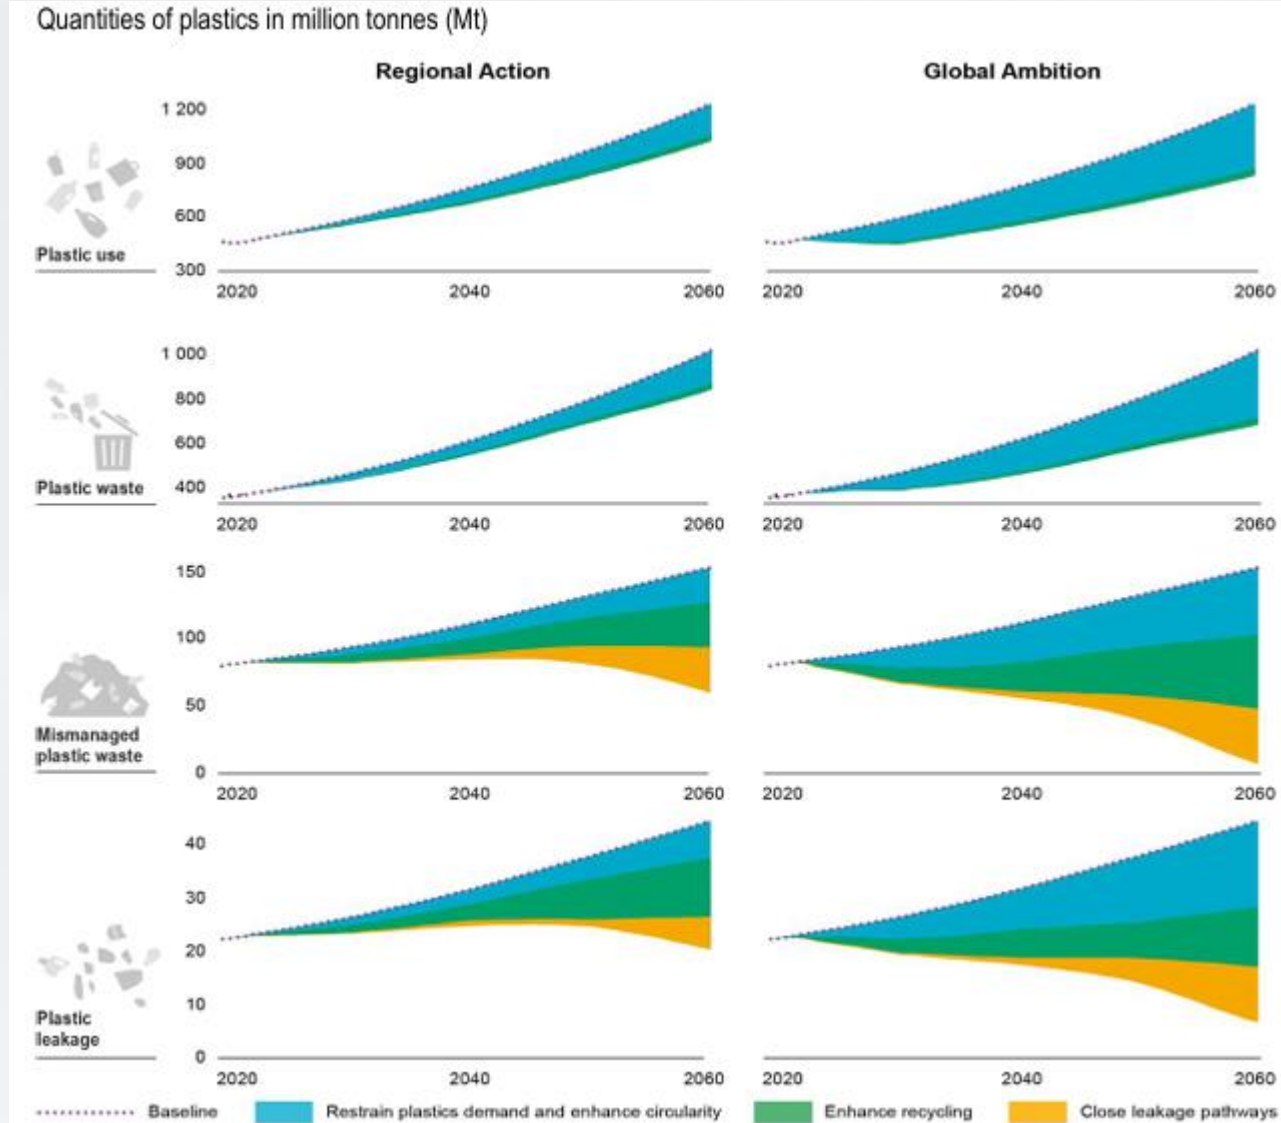 Quantities of plastics in million tonnes (Mt)
Regional Action
Global Ambition
1 200
900
600
300
Plastic use
2020 2040 2060
2020 2040 2060
1 000
800
600
400
Plastic waste
2020 2040 2060
2020 2040 2060
150
100
50
0
Mismanaged
plastic waste
2020 2040 2060
2020 2040 2060
40
30
20
10
0
Plastic
leakage
2020 2040 2060
2020 2040 2060
Baseline
Restrain plastics demand and enhance circularity
Enhance recycling
Close leakage pathways